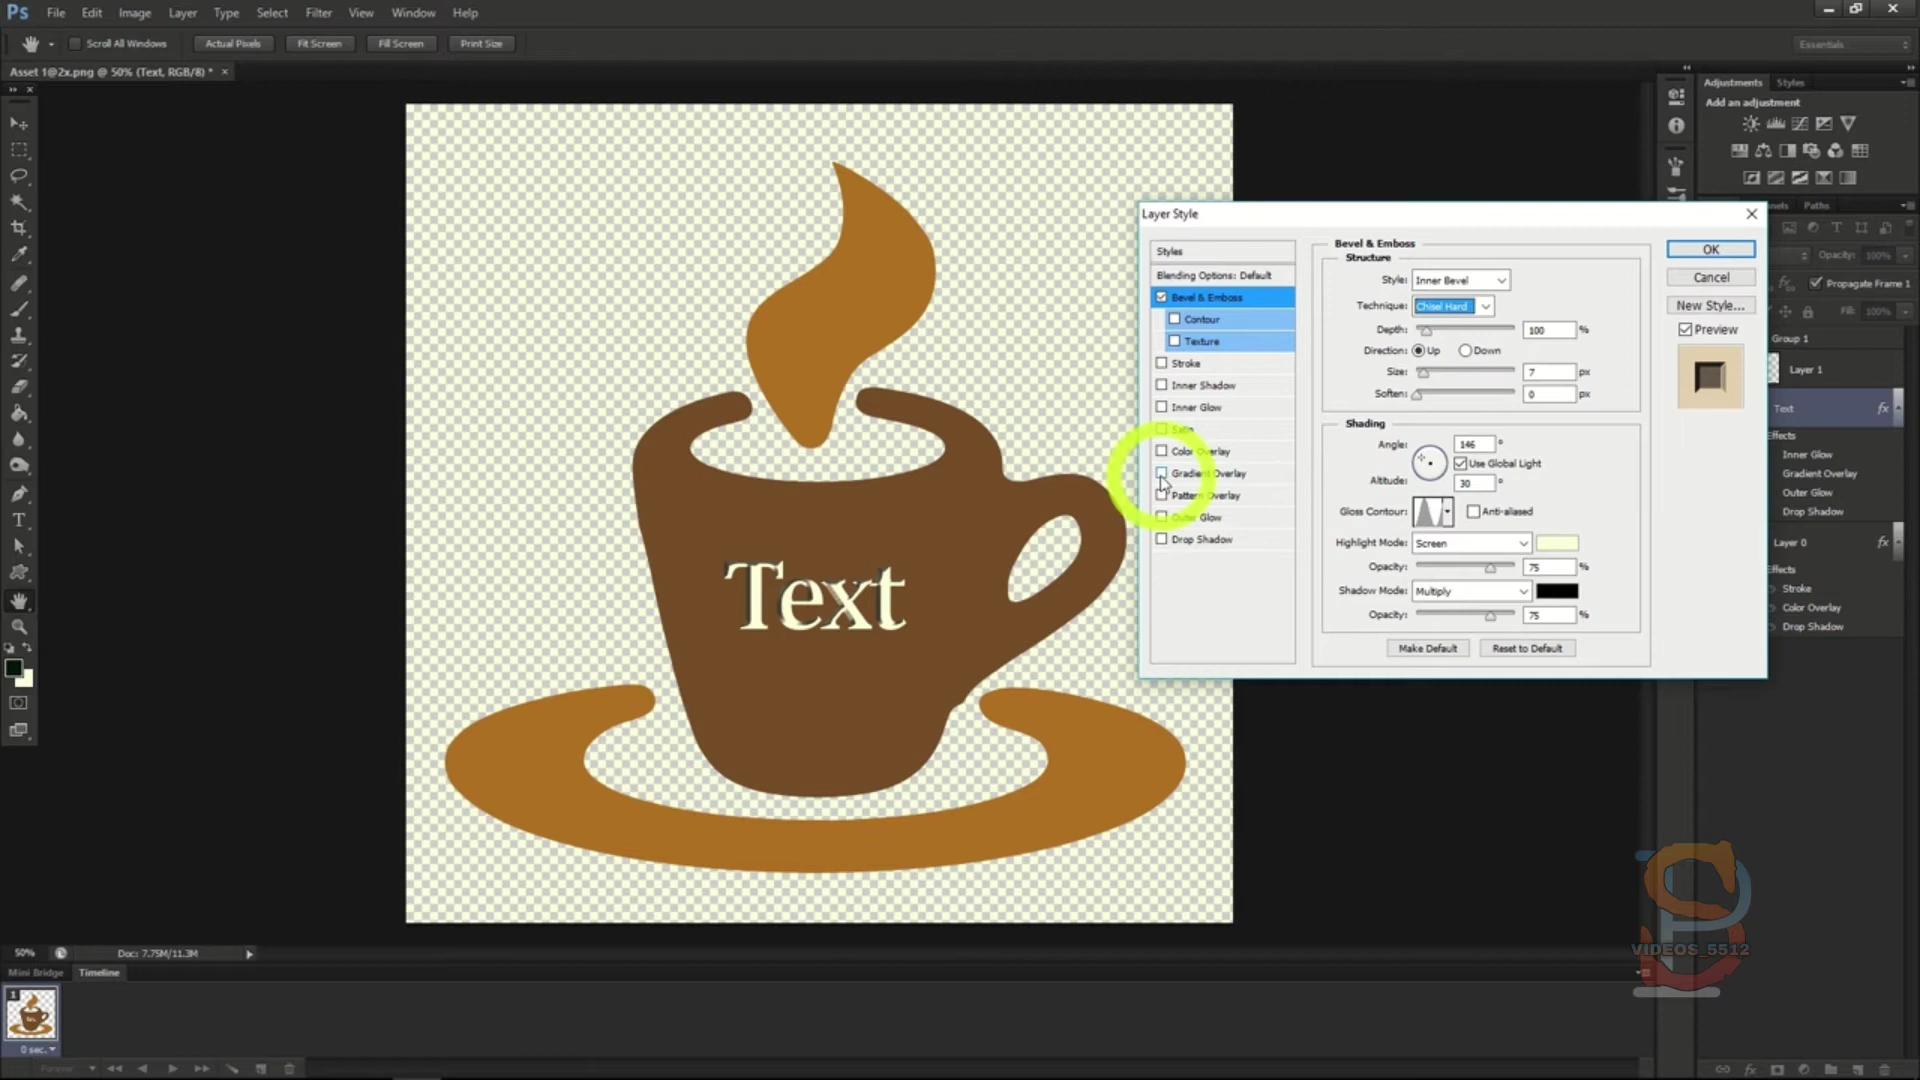 Ps File Edit Image Layer Type Select Filter View Window Help
Scroll All Windows Actual Pixels Fit Screen Fill Screen Print Size Essentials
Asset 1@2x.png @ 50% (Text, RGB/8) * ×
Adjustments Styles
Add an adjustment
Paths
Opacity: 100%
Propagate Frame 1
Fill: 100%
Group 1
Layer 1
Text fx
Effects
Inner Glow
Gradient Overlay
Outer Glow
Drop Shadow
Layer 0 fx
Effects
Stroke
Color Overlay
Drop Shadow
Layer Style
Styles
Blending Options: Default
Bevel & Emboss
Contour
Texture
Stroke
Inner Shadow
Inner Glow
Satin
Color Overlay
Gradient Overlay
Pattern Overlay
Outer Glow
Drop Shadow
Bevel & Emboss
Structure
Style: Inner Bevel
Technique: Chisel Hard
Depth: 100 %
Direction: Up Down
Size: 7 px
Soften: 0 px
Shading
Angle: 146 °
Use Global Light
Altitude: 30 °
Gloss Contour: Anti-aliased
Highlight Mode: Screen
Opacity: 75 %
Shadow Mode: Multiply
Opacity: 75 %
Make Default Reset to Default
OK
Cancel
New Style...
Preview
Text
VIDEOS_5512
50% Doc: 7.75M/11.3M
Mini Bridge Timeline
1
0 sec.
Forever